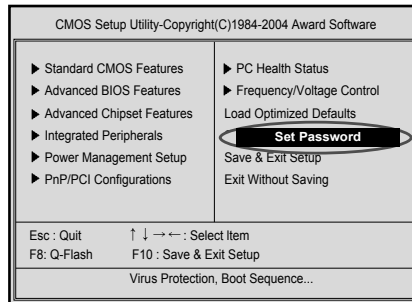 CMOS Setup Utility-Copyright(C)1984-2004 Award Software
▶ Standard CMOS Features
▶ Advanced BIOS Features
▶ Advanced Chipset Features
▶ Integrated Peripherals
▶ Power Management Setup
▶ PnP/PCI Configurations
▶ PC Health Status
▶ Frequency/Voltage Control
Load Optimized Defaults
Set Password
Save & Exit Setup
Exit Without Saving
Esc : Quit ↑ ↓ → ← : Select Item
F8: Q-Flash F10 : Save & Exit Setup
Virus Protection, Boot Sequence...